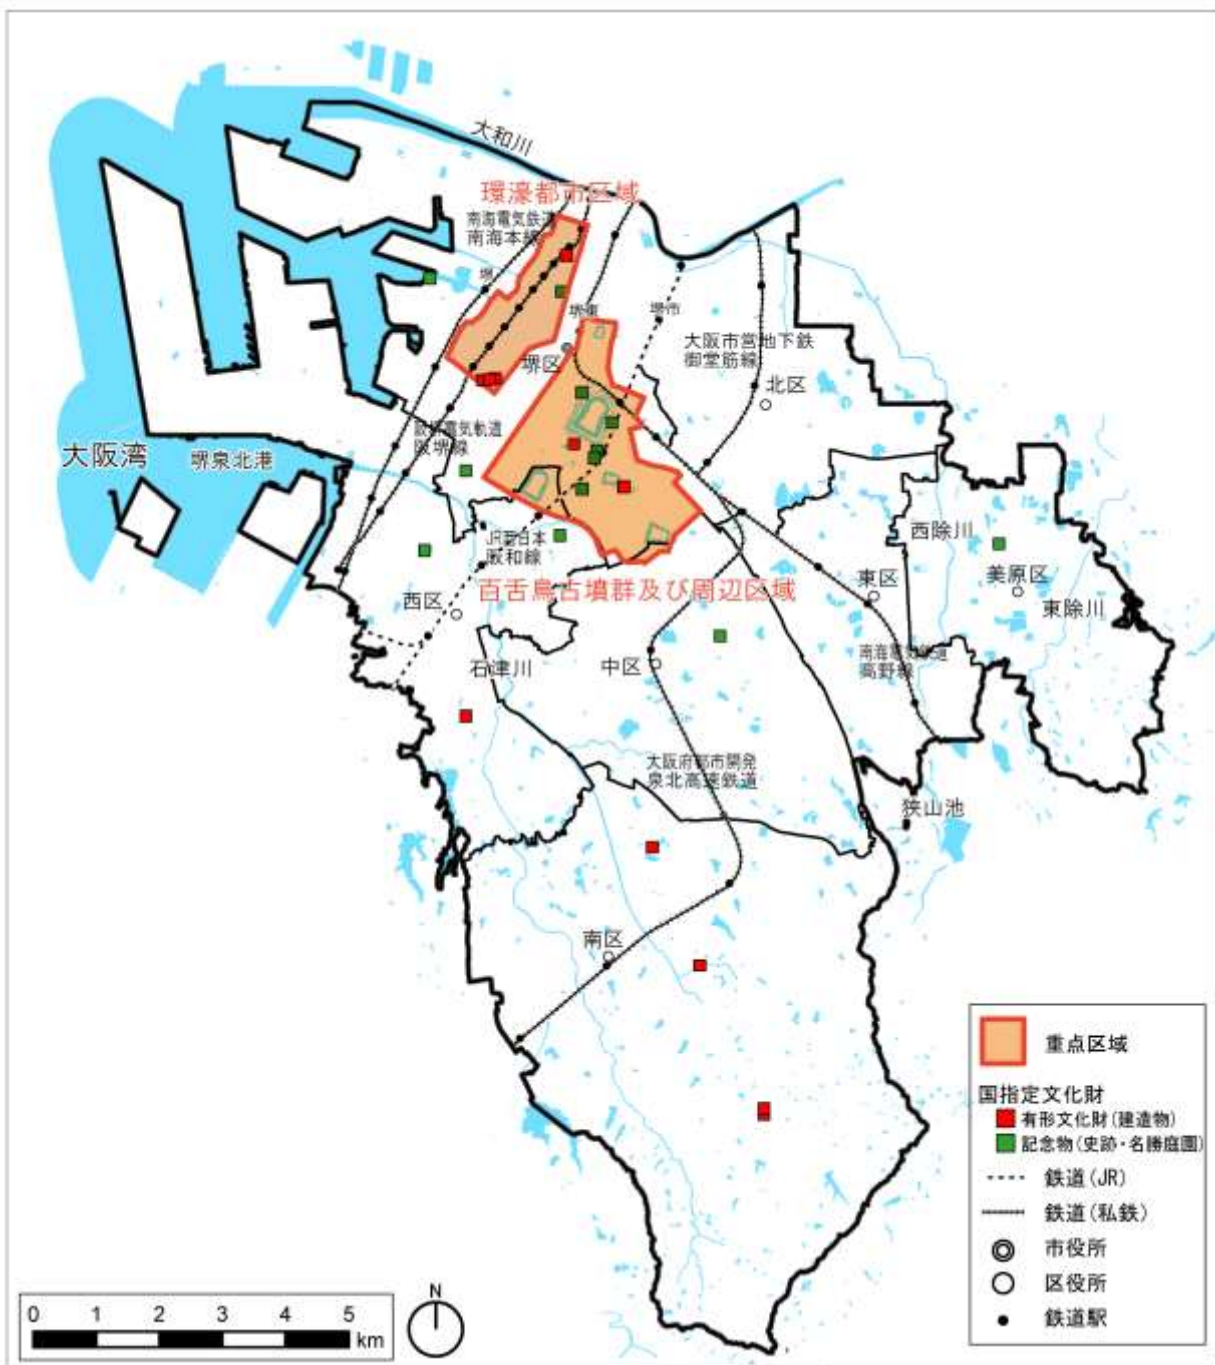 大和川
環濠都市区域
南海電気鉄道
南海本線
堺
堺東
堺市
大阪市営地下鉄
御堂筋線
堺区
北区
大阪湾
堺泉北港
阪堺電気軌道
阪堺線
JR西日本
阪和線
西除川
美原区
東除川
東区
百舌鳥古墳群及び周辺区域
西区
石津川
中区
南海電気鉄道
高野線
大阪府都市開発
泉北高速鉄道
狭山池
南区
重点区域
国指定文化財
有形文化財(建造物)
記念物(史跡・名勝庭園)
鉄道(JR)
鉄道(私鉄)
市役所
区役所
鉄道駅
0 1 2 3 4 5
km
N